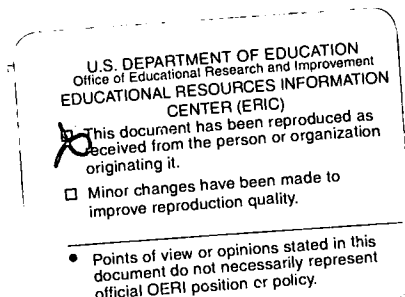 U.S. DEPARTMENT OF EDUCATION
Office of Educational Research and Improvement
EDUCATIONAL RESOURCES INFORMATION
CENTER (ERIC)
☐ This document has been reproduced as
received from the person or organization
originating it.
☐ Minor changes have been made to
improve reproduction quality.
• Points of view or opinions stated in this
document do not necessarily represent
official OERI position or policy.